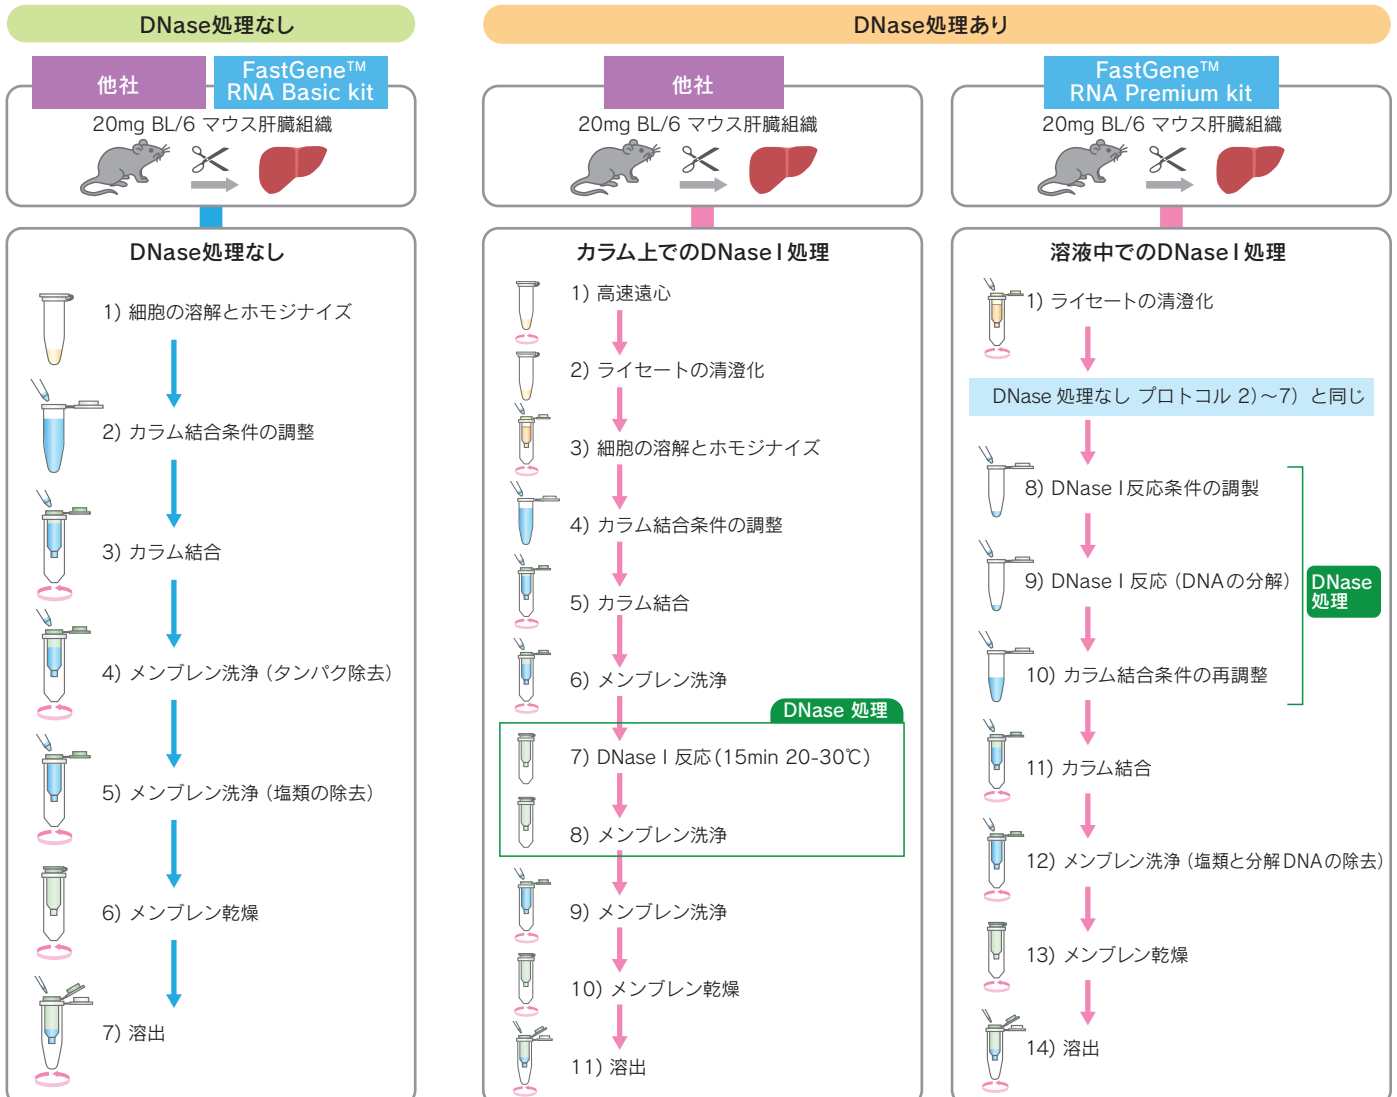 DNase処理なし
他社
FastGene™
RNA Basic kit
20mg BL/6 マウス肝臓組織
DNase処理なし
1) 細胞の溶解とホモジナイズ
2) カラム結合条件の調整
3) カラム結合
4) メンブレン洗浄（タンパク除去）
5) メンブレン洗浄（塩類の除去）
6) メンブレン乾燥
7) 溶出
DNase処理あり
他社
20mg BL/6 マウス肝臓組織
カラム上でのDNase I 処理
1) 高速遠心
2) ライセートの清澄化
3) 細胞の溶解とホモジナイズ
4) カラム結合条件の調整
5) カラム結合
6) メンブレン洗浄
DNase 処理
7) DNase I 反応(15min 20-30℃)
8) メンブレン洗浄
9) メンブレン洗浄
10) メンブレン乾燥
11) 溶出
FastGene™
RNA Premium kit
20mg BL/6 マウス肝臓組織
溶液中でのDNase I 処理
1) ライセートの清澄化
DNase 処理なし プロトコル 2）～7）と同じ
8) DNase I 反応条件の調製
9) DNase I 反応（DNAの分解）
10) カラム結合条件の再調整
DNase
処理
11) カラム結合
12) メンブレン洗浄（塩類と分解DNAの除去）
13) メンブレン乾燥
14) 溶出